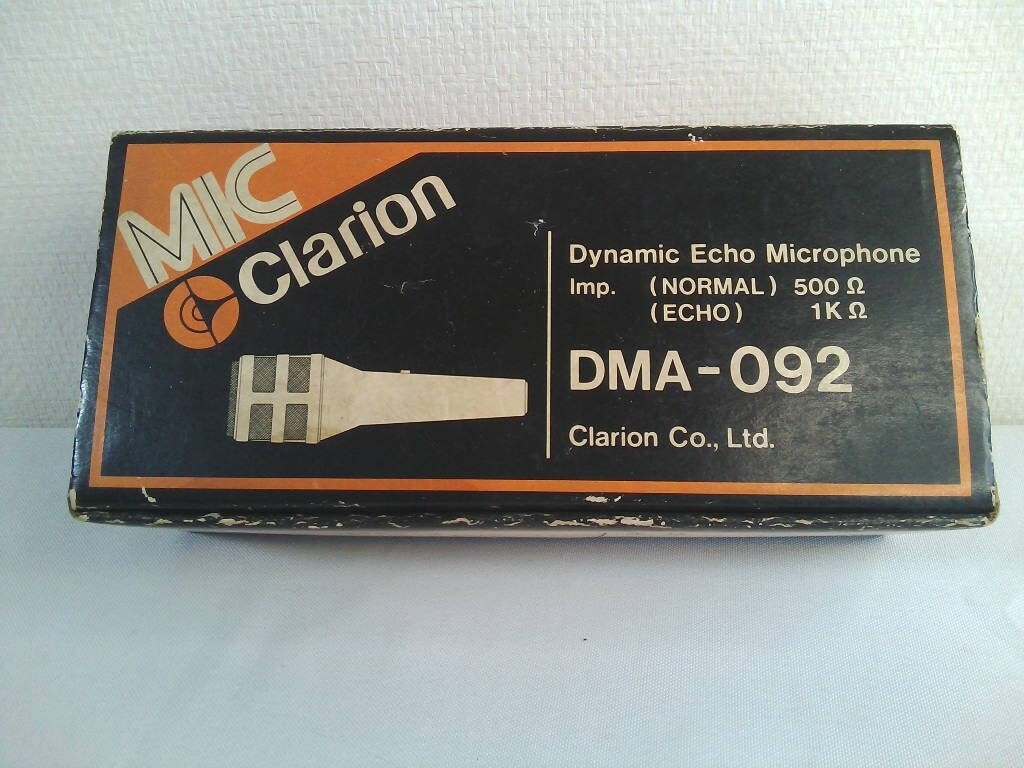 MIC
Clarion
Dynamic Echo Microphone
Imp. (NORMAL) 500 Ω
(ECHO) 1K Ω
DMA-092
Clarion Co., Ltd.